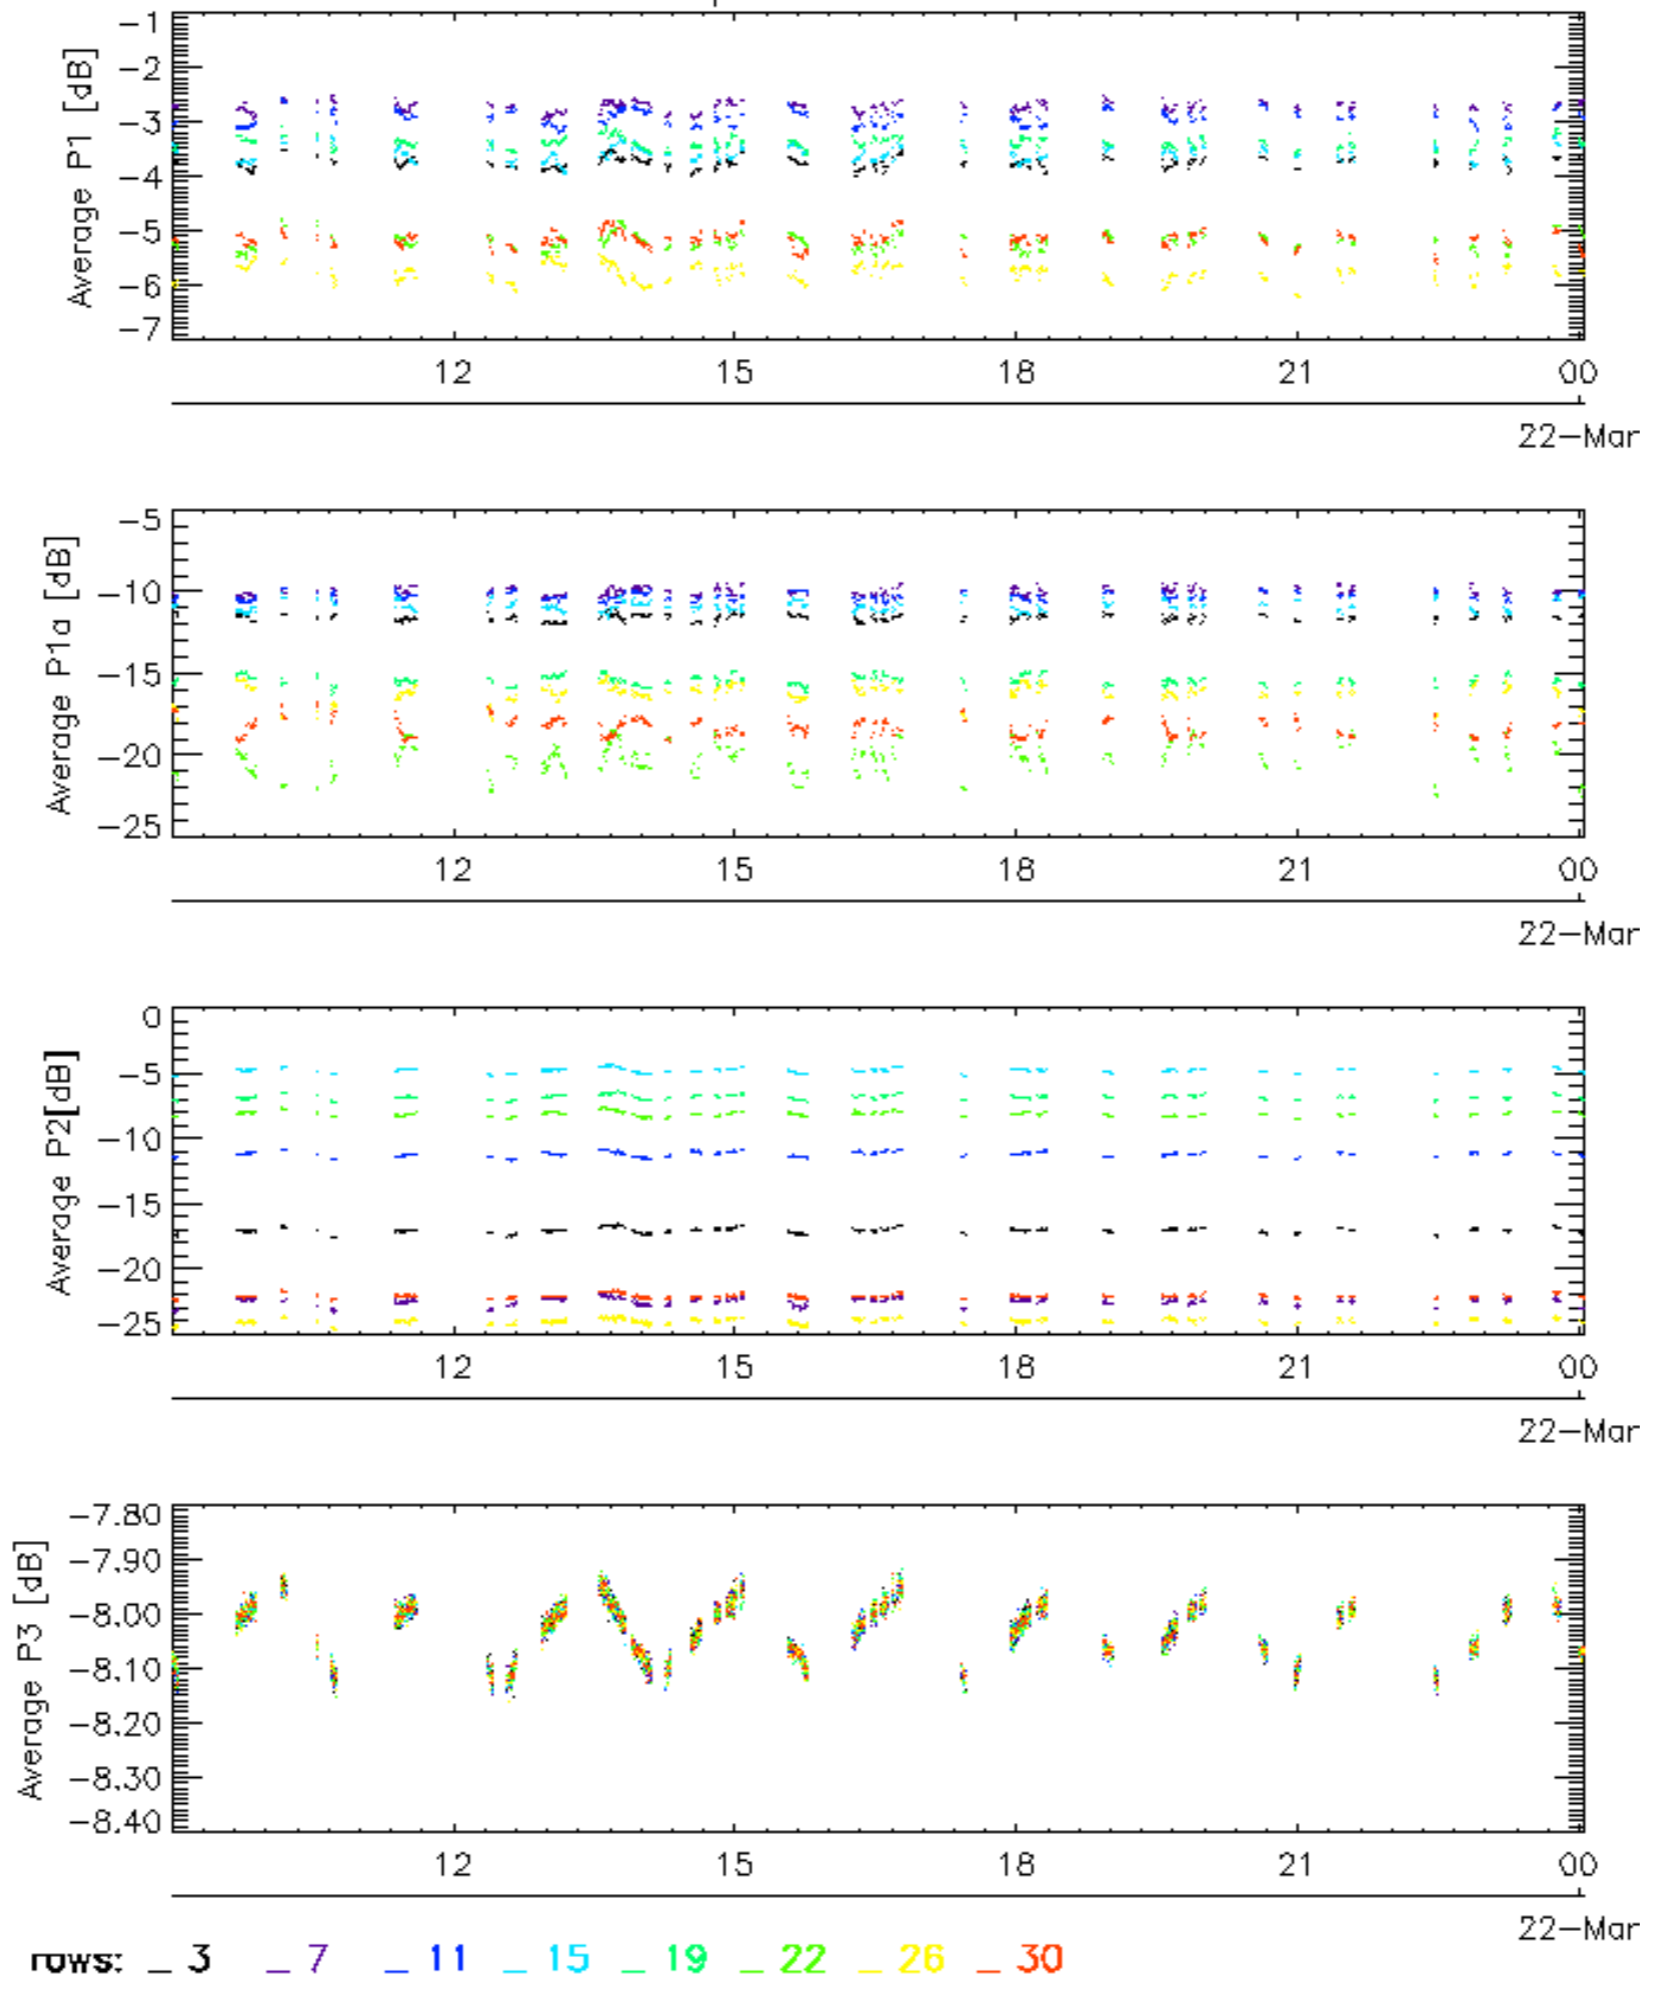 Average P1 [dB]
-1
-2
-3
-4
-5
-6
-7
12 15 18 21 00
22-Mar
Average P1a [dB]
-5
-10
-15
-20
-25
12 15 18 21 00
22-Mar
Average P2[dB]
0
-5
-10
-15
-20
-25
12 15 18 21 00
22-Mar
Average P3 [dB]
-7.80
-7.90
-8.00
-8.10
-8.20
-8.30
-8.40
12 15 18 21 00
22-Mar
rows: _ 3 _ 7 _ 11 _ 15 _ 19 _ 22 _ 26 _ 30